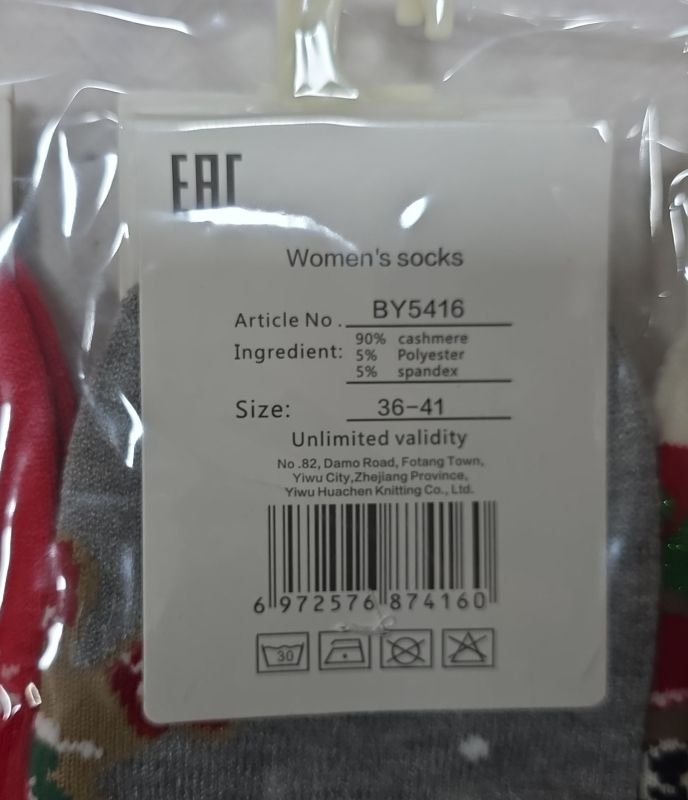 EAC
Women's socks
Article No. BY5416
Ingredient: 90% cashmere
5% Polyester
5% spandex
Size: 36-41
Unlimited validity
No.82, Damo Road, Fotang Town,
Yiwu City,Zhejiang Province,
Yiwu Huachen Knitting Co., Ltd.
6 972576 874160
30